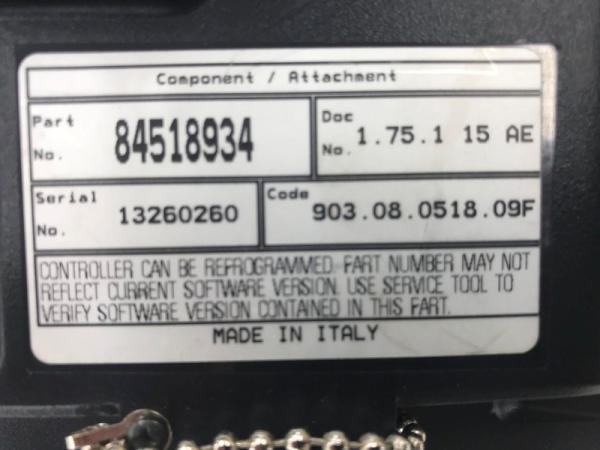 Component / Attachment
Part No. 84518934
Doc No. 1.75.1 15 AE
Serial No. 13260260
Code 903.08.0518.09F
CONTROLLER CAN BE REPROGRAMMED. PART NUMBER MAY NOT
REFLECT CURRENT SOFTWARE VERSION. USE SERVICE TOOL TO
VERIFY SOFTWARE VERSION CONTAINED IN THIS PART.
MADE IN ITALY